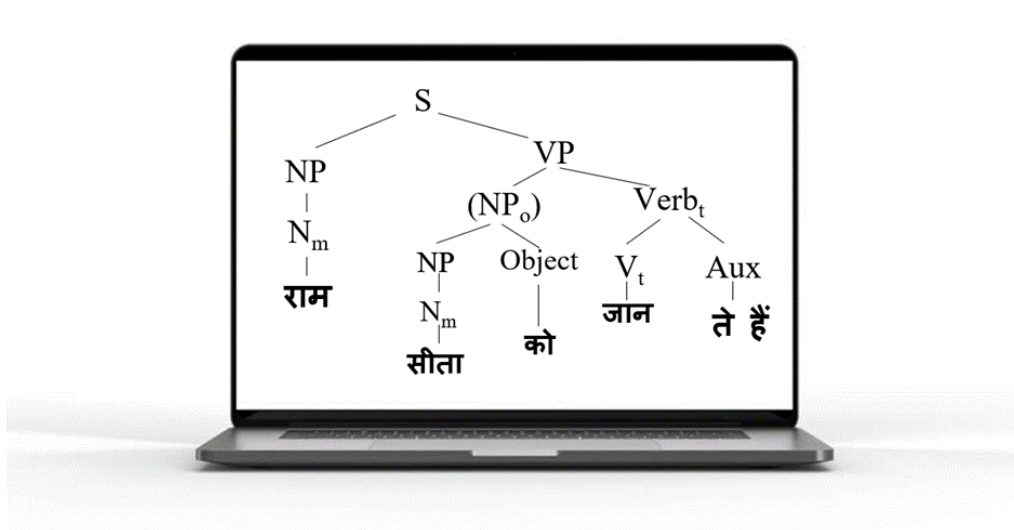 S
NP VP
(NPₒ) Verbₜ
Nₘ NP Object Vₜ Aux
राम Nₘ जान ते हैं
सीता को